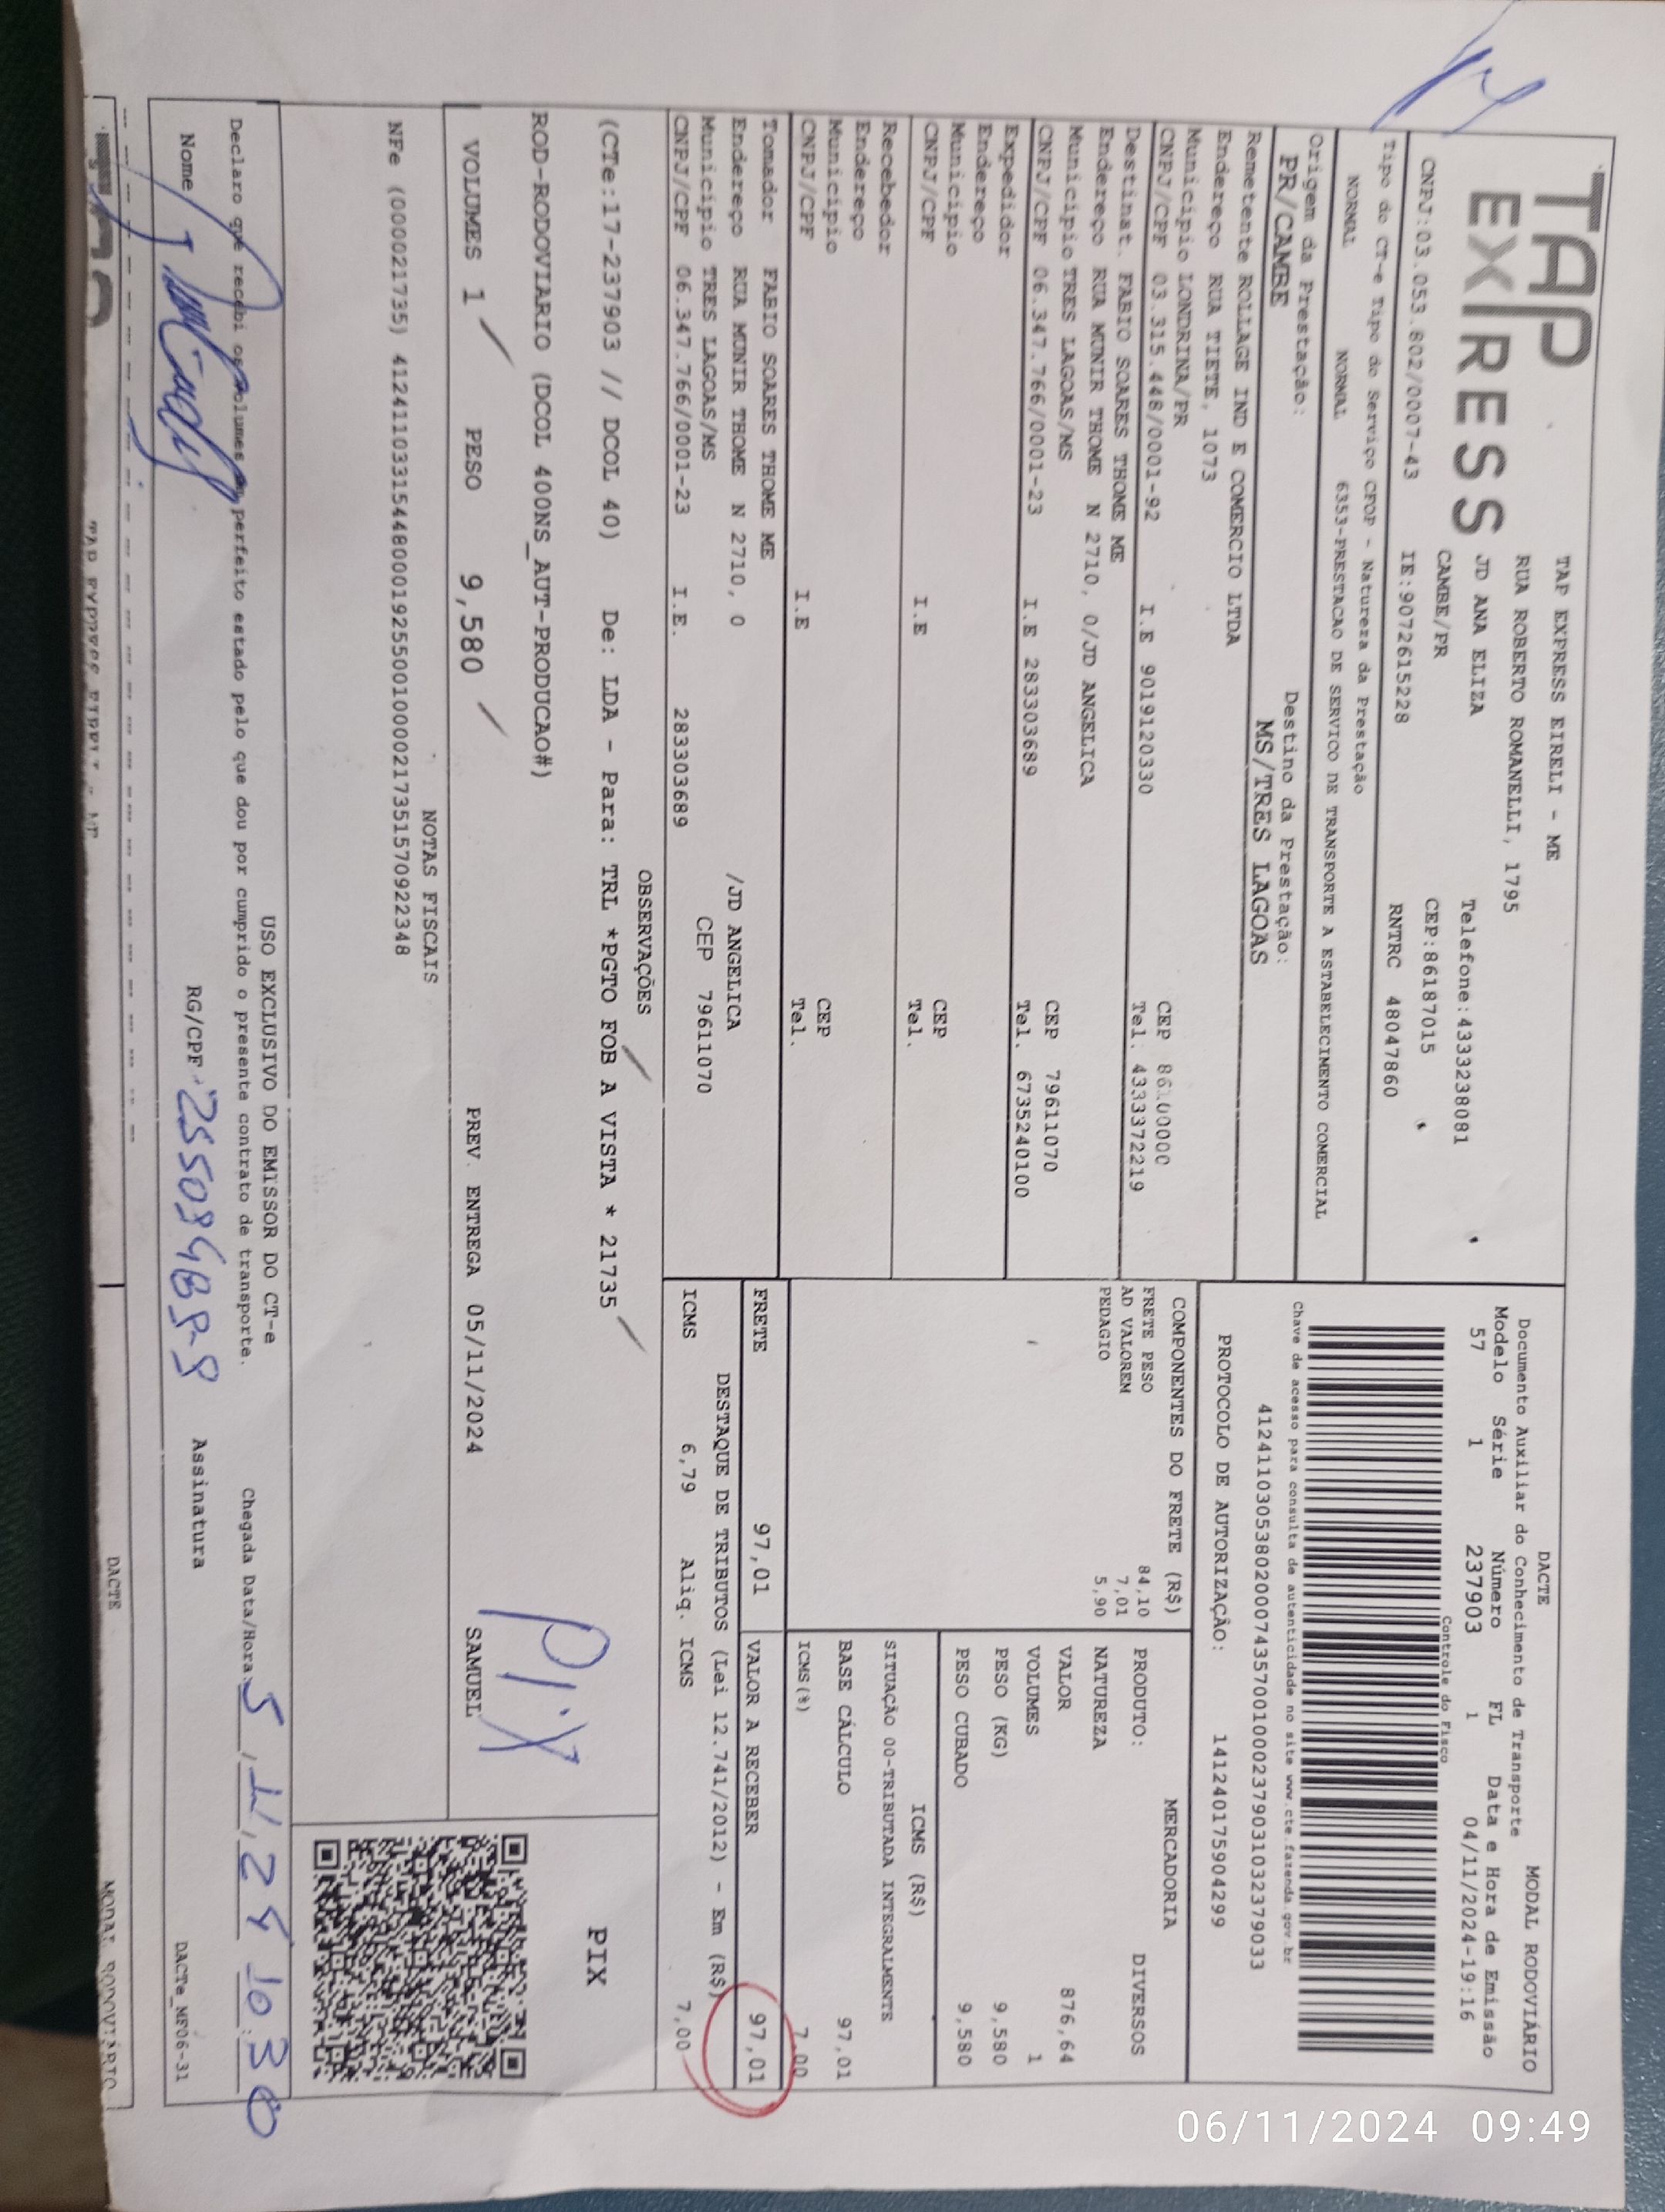 TAP
EXPRESS
TAP EXPRESS EIRELI - ME
RUA ROBERTO ROMANELLI, 1795
JD ANA ELIZA
CAMBE/PR
Telefone:4333238081
CEP:86187015
CNPJ:03.053.802/0007-43
IE:9072615228
RNTRC 48047860
Tipo do CT-e Tipo do Serviço CFOP - Natureza da Prestação
NORMAL NORMAL 6353-PRESTACAO DE SERVICO DE TRANSPORTE A ESTABELECIMENTO COMERCIAL
Origem da Prestação: Destino da Prestação:
PR/CAMBE MS/TRES LAGOAS
DACTE MODAL RODOVIÁRIO
Documento Auxiliar do Conhecimento de Transporte
Modelo Série Número FL Data e Hora de Emissão
57 1 237903 1 04/11/2024-19:16
Controle do Fisco
Chave de acesso para consulta de autenticidade no site www.cte.fazenda.gov.br
PROTOCOLO DE AUTORIZAÇÃO: 141240175904299
Remetente ROLLAGE IND E COMERCIO LTDA
Endereço RUA TIETE, 1073
Municipio LONDRINA/PR CEP
CNPJ/CPF 03.315.448/0001-92 I.E 9019120330 Tel. 4333372219
Destinat. FABIO SOARES THOME ME
Endereço RUA MUNIR THOME N 2710, 0/JD ANGELICA
Municipio TRES LAGOAS/MS CEP 79611070
CNPJ/CPF 06.347.766/0001-23 I.E 283303689 Tel. 6735240100
Expedidor
Endereço
Municipio CEP
CNPJ/CPF I.E Tel.
Recebedor
Endereço
Municipio CEP
CNPJ/CPF I.E Tel.
Tomador FABIO SOARES THOME ME
Endereço RUA MUNIR THOME N 2710, 0 /JD ANGELICA
Municipio TRES LAGOAS/MS CEP 79611070
CNPJ/CPF 06.347.766/0001-23 I.E. 283303689
COMPONENTES DO FRETE (R$)
FRETE PESO 84,10
AD VALOREM 7,01
PEDAGIO 5,90
MERCADORIA
PRODUTO: DIVERSOS
NATUREZA
VALOR 876,64
VOLUMES 1
PESO (KG) 9,580
PESO CUBADO 9,580
ICMS (R$)
SITUAÇÃO 00-TRIBUTADA INTEGRALMENTE
BASE CÁLCULO 97,01
ICMS(%) 7,00
FRETE 97,01 VALOR A RECEBER 97,01
DESTAQUE DE TRIBUTOS (Lei 12.741/2012) - Em (R$)
ICMS 6,79 Aliq. ICMS 7,00
OBSERVAÇÕES
(CTe:17-237903 // DCOL 40) De: LDA - Para: TRL *PGTO FOB A VISTA * 21735
ROD-RODOVIARIO (DCOL 400NS_AUT-PRODUCAO#)
PIX
PIX
VOLUMES 1 PESO 9,580 PREV. ENTREGA 05/11/2024 SAMUEL
NOTAS FISCAIS
NFe (000021735) 41241103315448000192550010000217351570922348
USO EXCLUSIVO DO EMISSOR DO CT-e
Declaro que recebi os volumes em perfeito estado pelo que dou por cumprido o presente contrato de transporte. Chegada Data/Hora 5/11/24 10:30
Nome RG/CPF Assinatura
DACTe_MF06-31
DACTE MODAL RODOVIÁRIO
06/11/2024 09:49